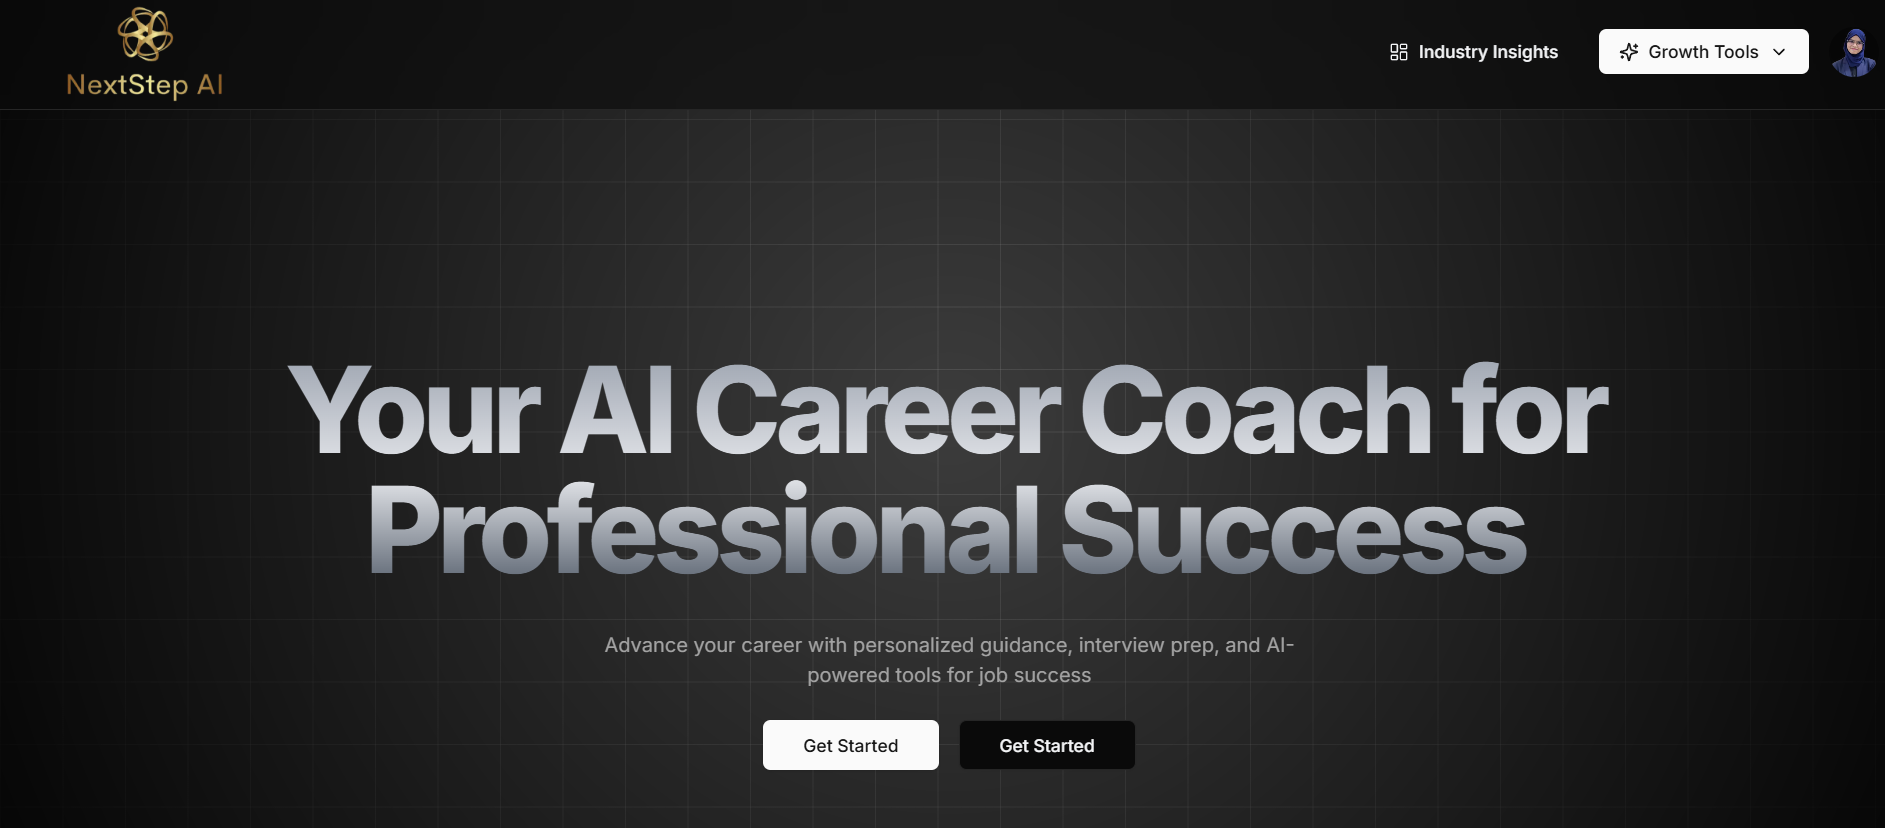 NextStep AI
Industry Insights
Growth Tools
Your AI Career Coach for
Professional Success
Advance your career with personalized guidance, interview prep, and AI-
powered tools for job success
Get Started
Get Started